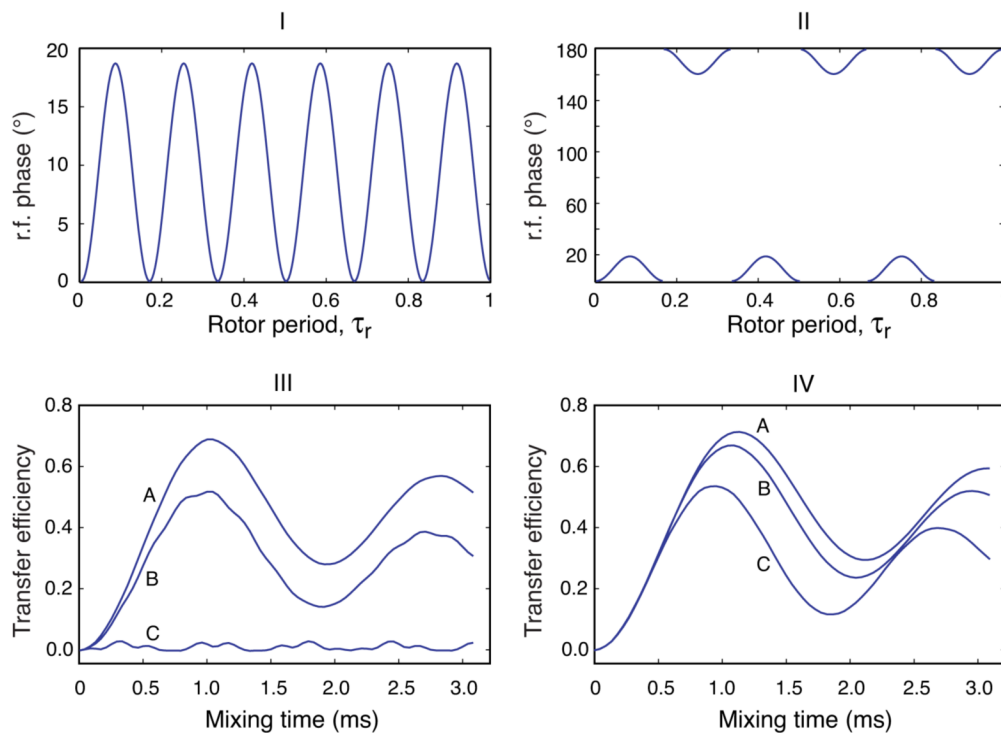 I
20
15
10
5
0
r.f. phase (°)
0 0.2 0.4 0.6 0.8 1
Rotor period, τr
II
180
140
100
60
20
r.f. phase (°)
0 0.2 0.4 0.6 0.8
Rotor period, τr
III
0.8
0.6
0.4
0.2
0.0
Transfer efficiency
A
B
C
0 0.5 1.0 1.5 2.0 2.5 3.0
Mixing time (ms)
IV
0.8
0.6
0.4
0.2
0.0
Transfer efficiency
A
B
C
0 0.5 1.0 1.5 2.0 2.5 3.0
Mixing time (ms)